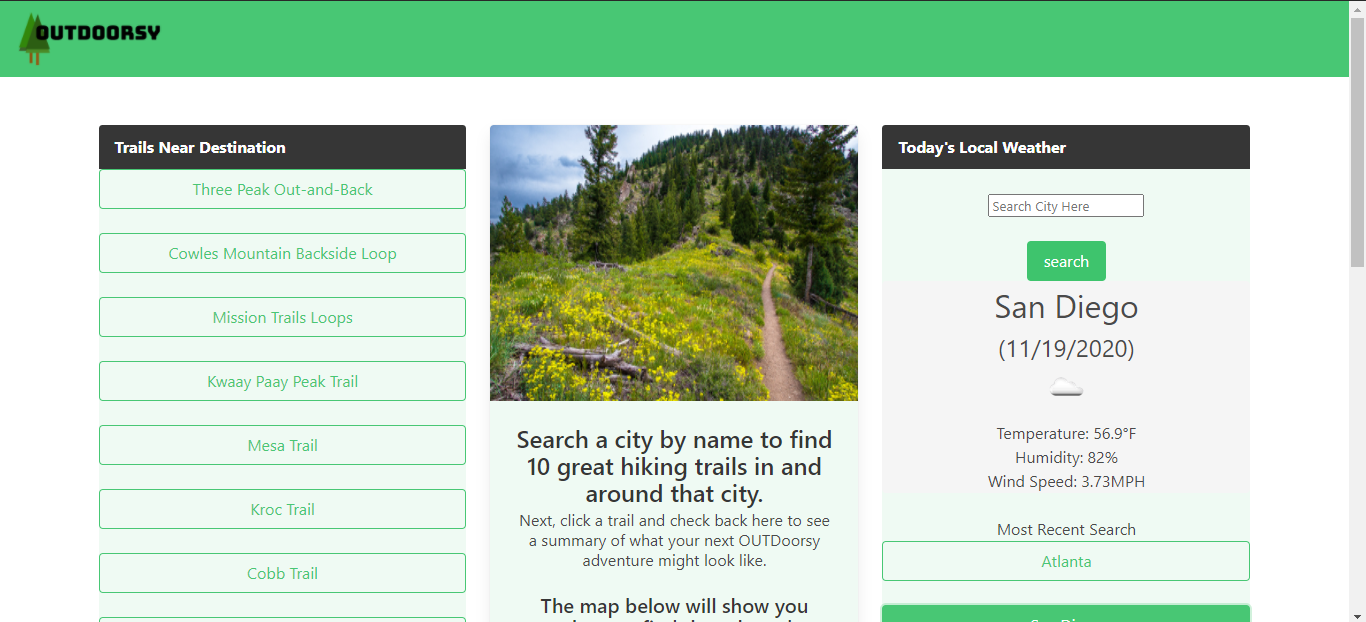 OUTDOORSY
Trails Near Destination
Three Peak Out-and-Back
Cowles Mountain Backside Loop
Mission Trails Loops
Kwaay Paay Peak Trail
Mesa Trail
Kroc Trail
Cobb Trail
Search a city by name to find
10 great hiking trails in and
around that city.
Next, click a trail and check back here to see
a summary of what your next OUTDoorsy
adventure might look like.
The map below will show you
Today's Local Weather
Search City Here
search
San Diego
(11/19/2020)
Temperature: 56.9°F
Humidity: 82%
Wind Speed: 3.73MPH
Most Recent Search
Atlanta